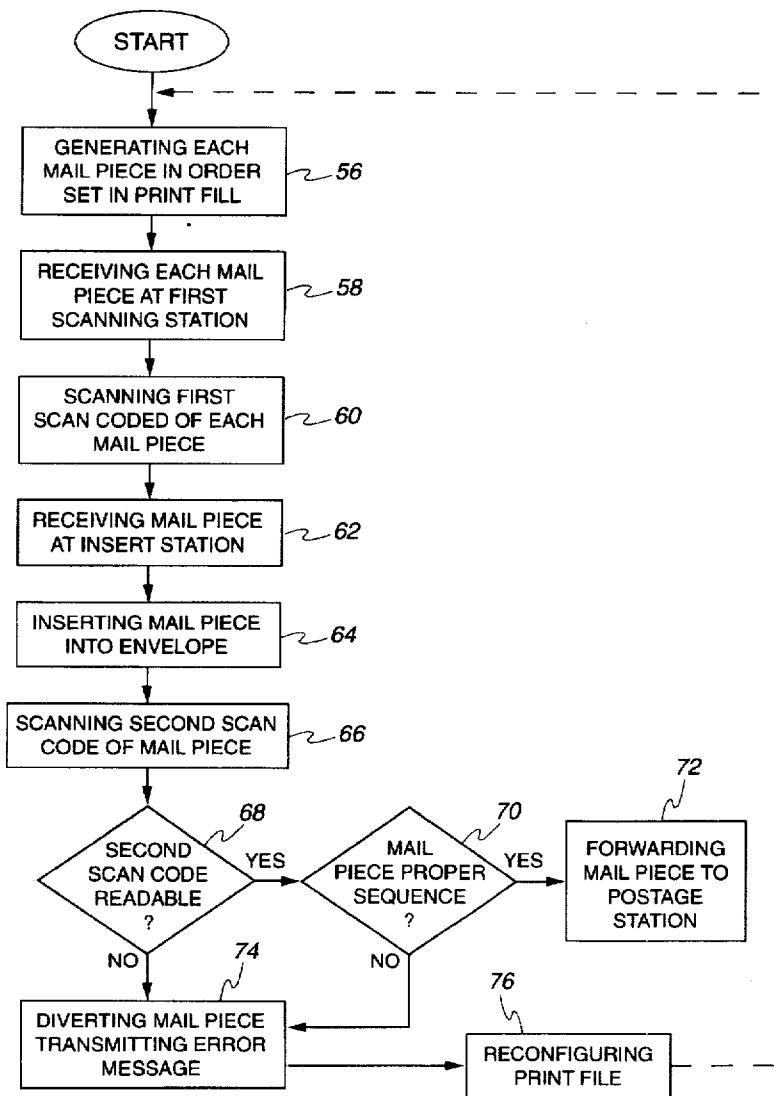 START
GENERATING EACH
MAIL PIECE IN ORDER
SET IN PRINT FILL
56
RECEIVING EACH MAIL
PIECE AT FIRST
SCANNING STATION
58
SCANNING FIRST
SCAN CODED OF EACH
MAIL PIECE
60
RECEIVING MAIL PIECE
AT INSERT STATION
62
INSERTING MAIL PIECE
INTO ENVELOPE
64
SCANNING SECOND SCAN
CODE OF MAIL PIECE
66
SECOND
SCAN CODE
READABLE
?
68
YES
NO
MAIL
PIECE PROPER
SEQUENCE
?
70
YES
NO
72
FORWARDING
MAIL PIECE TO
POSTAGE
STATION
74
DIVERTING MAIL PIECE
TRANSMITTING ERROR
MESSAGE
76
RECONFIGURING
PRINT FILE